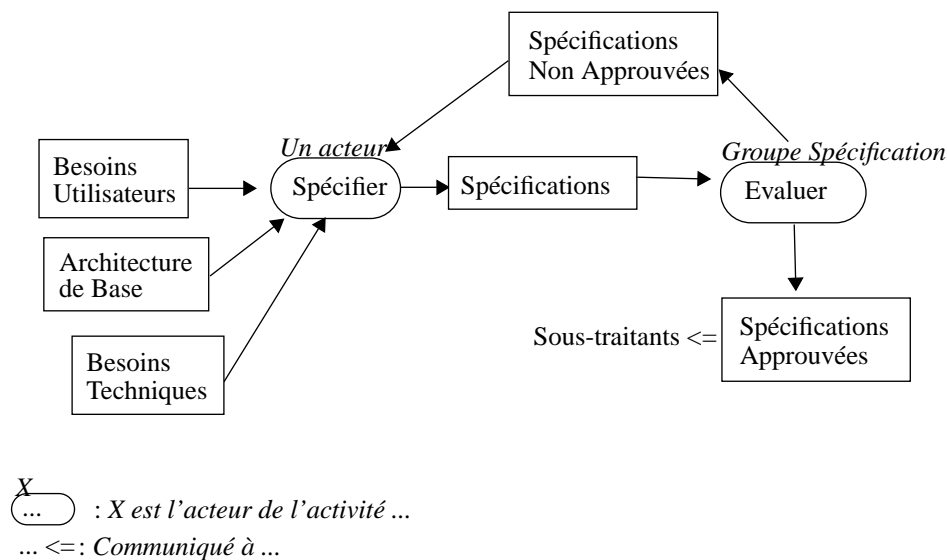 Spécifications
Non Approuvées
Un acteur
Groupe Spécification
Besoins
Utilisateurs
Spécifier
Spécifications
Evaluer
Architecture
de Base
Sous-traitants <=
Spécifications
Approuvées
Besoins
Techniques
X
... : X est l'acteur de l'activité ...
... <= : Communiqué à ...